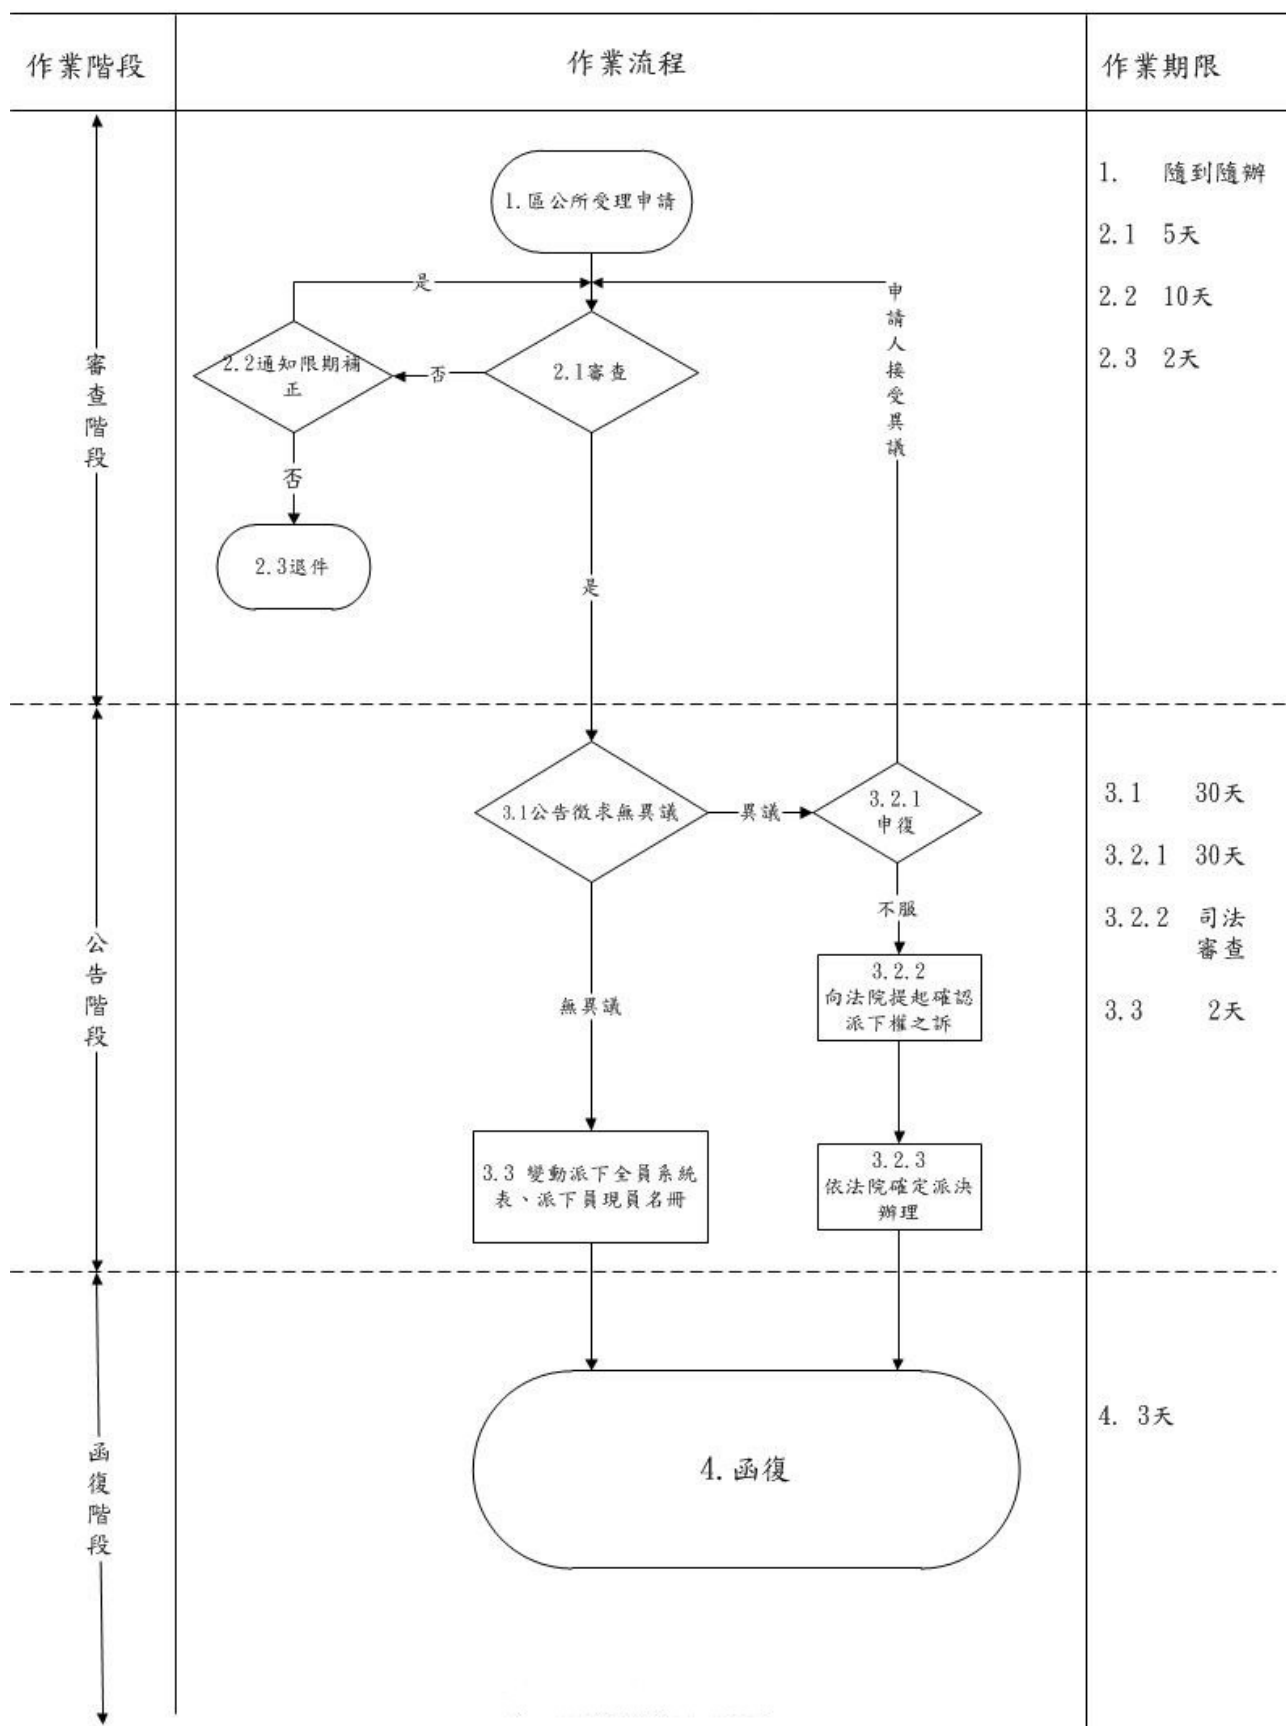 作業階段
作業流程
作業期限
審查階段
1.區公所受理申請
是
申請人接受異議
2.2通知限期補
正
否
2.1審查
否
2.3退件
是
1. 隨到隨辦
2.1 5天
2.2 10天
2.3 2天
公告階段
3.1公告徵求無異議
異議
3.2.1
申復
不服
無異議
3.2.2
向法院提起確認
派下權之訴
3.3 變動派下全員系統
表、派下員現員名冊
3.2.3
依法院確定派決
辦理
3.1 30天
3.2.1 30天
3.2.2 司法
審查
3.3 2天
函復階段
4.函復
4. 3天